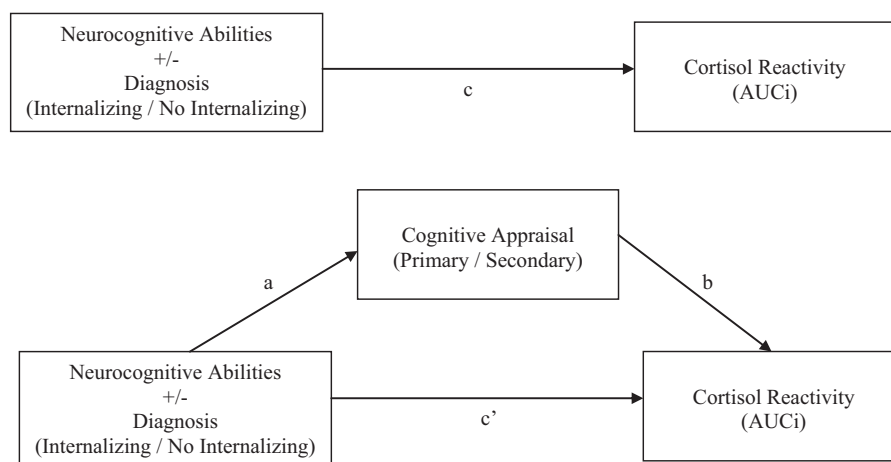 Neurocognitive Abilities
+/-
Diagnosis
(Internalizing / No Internalizing)
c
Cortisol Reactivity
(AUCi)
Cognitive Appraisal
(Primary / Secondary)
a
b
Neurocognitive Abilities
+/-
Diagnosis
(Internalizing / No Internalizing)
c’
Cortisol Reactivity
(AUCi)